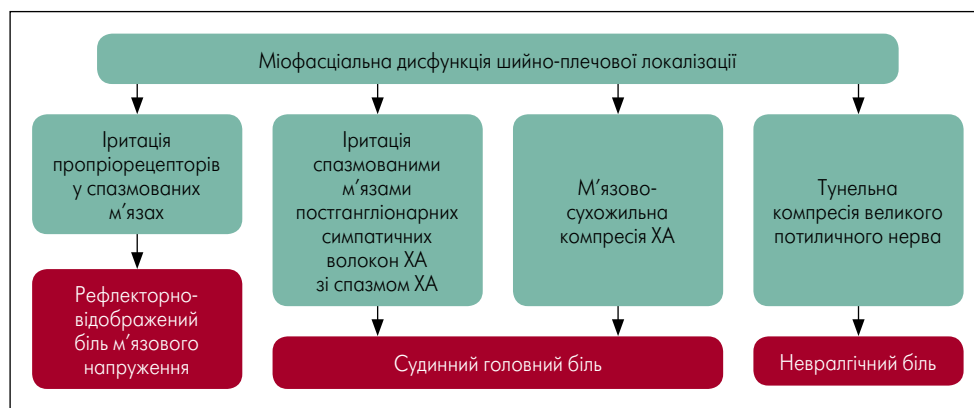 Міофасціальна дисфункція шийно-плечової локалізації
Іритація
пропріорецепторів
у спазмованих
м’язах
Іритація
спазмованими
м’язами
постгангліонарних
симпатичних
волокон ХА
зі спазмом ХА
М’язово-
сухожильна
компресія ХА
Тунельна
компресія великого
потиличного нерва
Рефлекторно-
відображений
біль м’язового
напруження
Судинний головний біль
Невралгічний біль